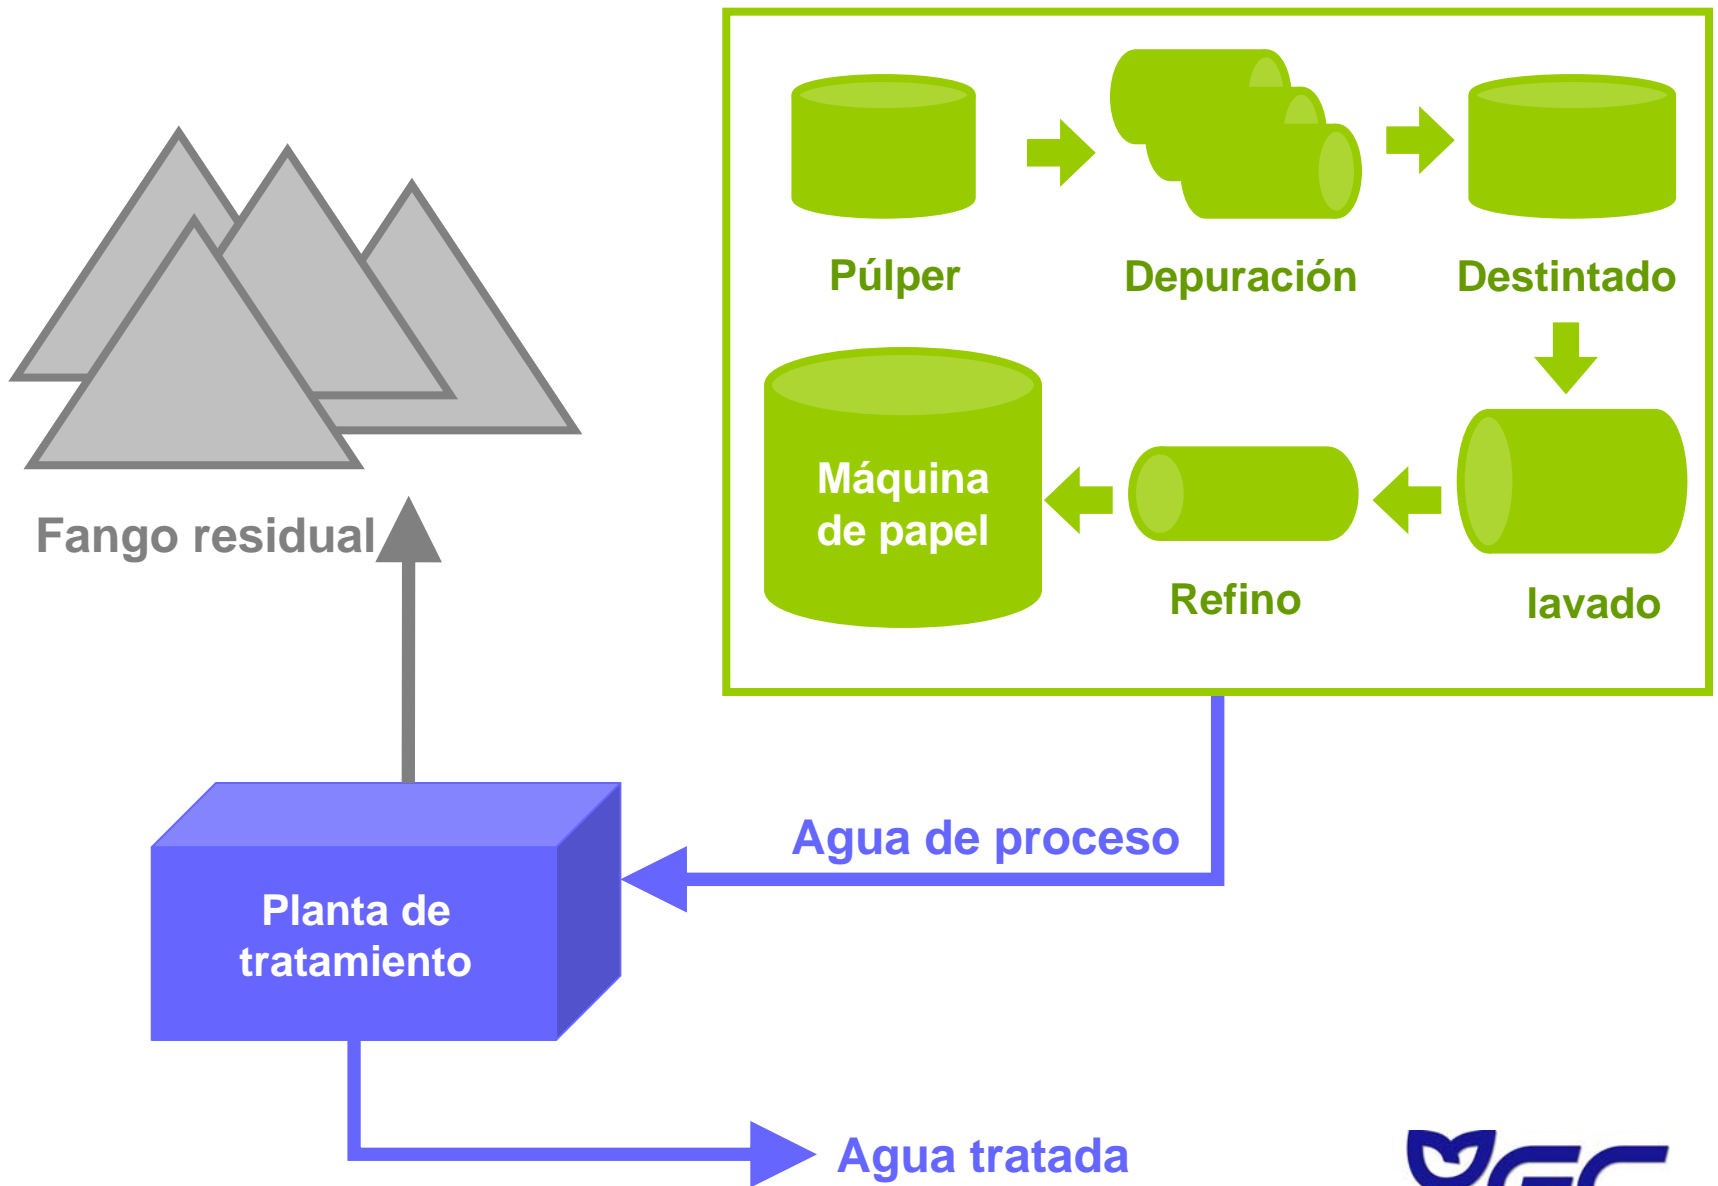 Púlper
Depuración
Destintado
Máquina
de papel
Refino
lavado
Fango residual
Agua de proceso
Planta de
tratamiento
Agua tratada